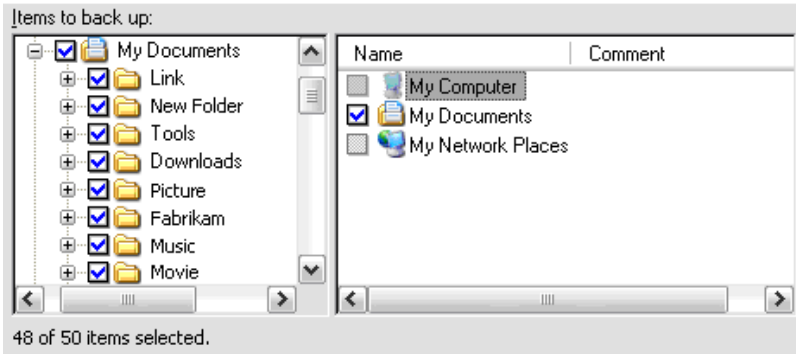 Items to back up:
My Documents
Link
New Folder
Tools
Downloads
Picture
Fabrikam
Music
Movie
Name Comment
My Computer
My Documents
My Network Places
48 of 50 items selected.